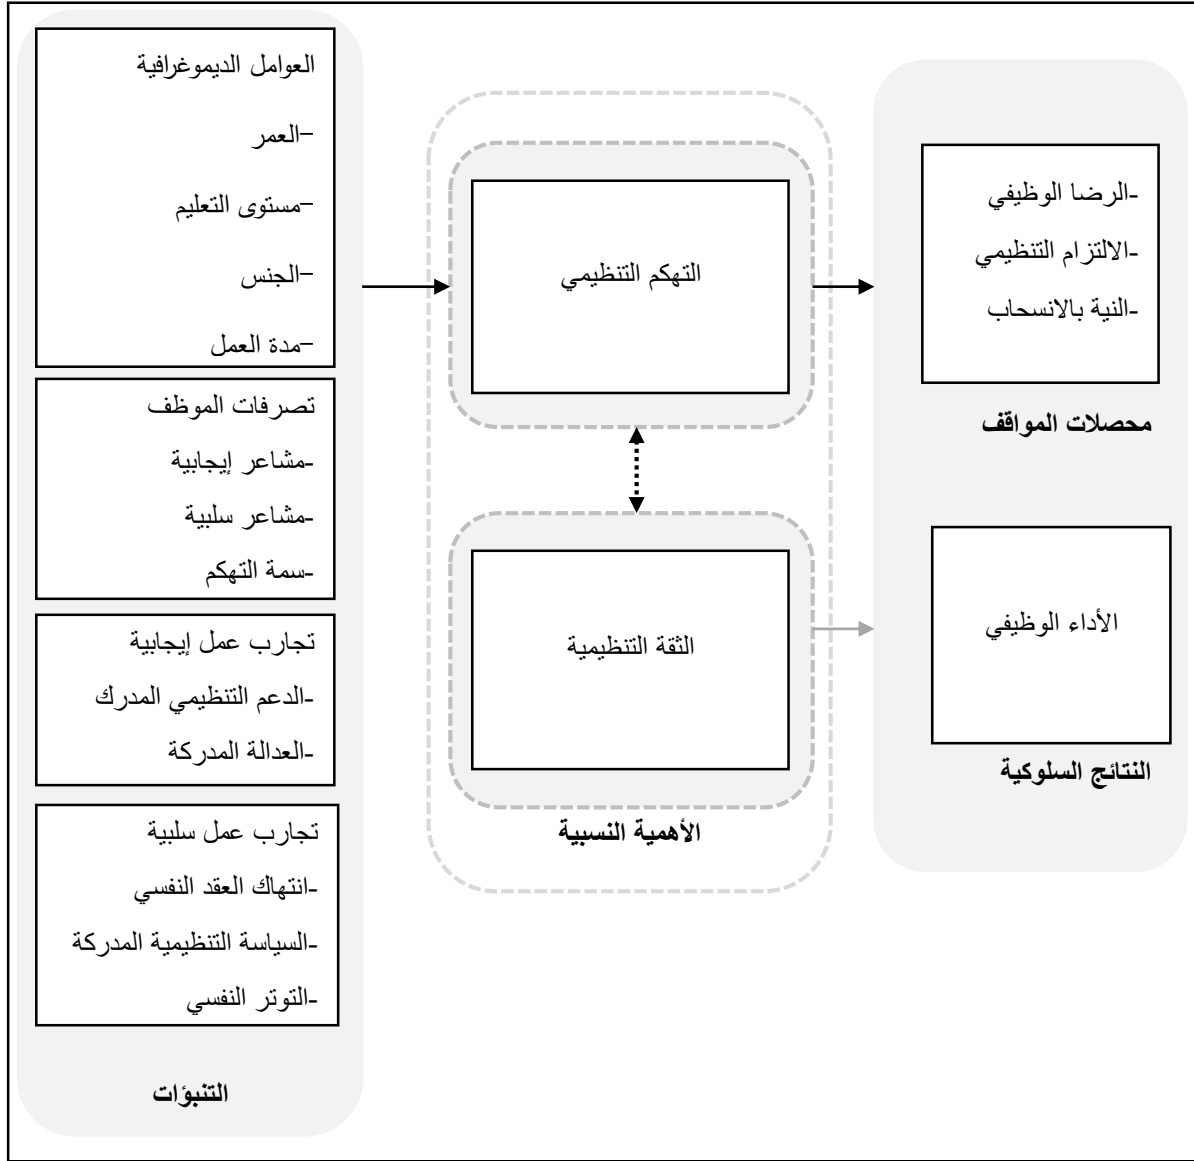 العوامل الديموغرافية
-العمر
-مستوى التعليم
-الجنس
-مدة العمل
تصرفات الموظف
-مشاعر إيجابية
-مشاعر سلبية
-سمة التهكم
تجارب عمل إيجابية
-الدعم التنظيمي المدرك
-العدالة المدركة
تجارب عمل سلبية
-انتهاك العقد النفسي
-السياسة التنظيمية المدركة
-التوتر النفسي
التنبؤات
التهكم التنظيمي
الثقة التنظيمية
الأهمية النسبية
-الرضا الوظيفي
-الالتزام التنظيمي
-النية بالانسحاب
محصلات المواقف
الأداء الوظيفي
النتائج السلوكية